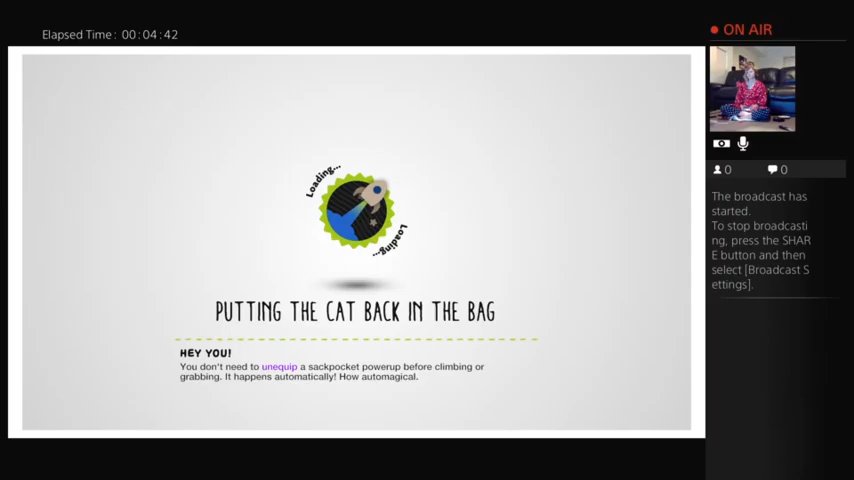 Elapsed Time : 00:04:42
ON AIR
Loading...
Loading...
0 0
The broadcast has
started.
To stop broadcasti
ng, press the SHAR
E button and then
select [Broadcast S
ettings].
PUTTING THE CAT BACK IN THE BAG
HEY YOU!
You don't need to unequip a sackpocket powerup before climbing or
grabbing. It happens automatically! How automagical.